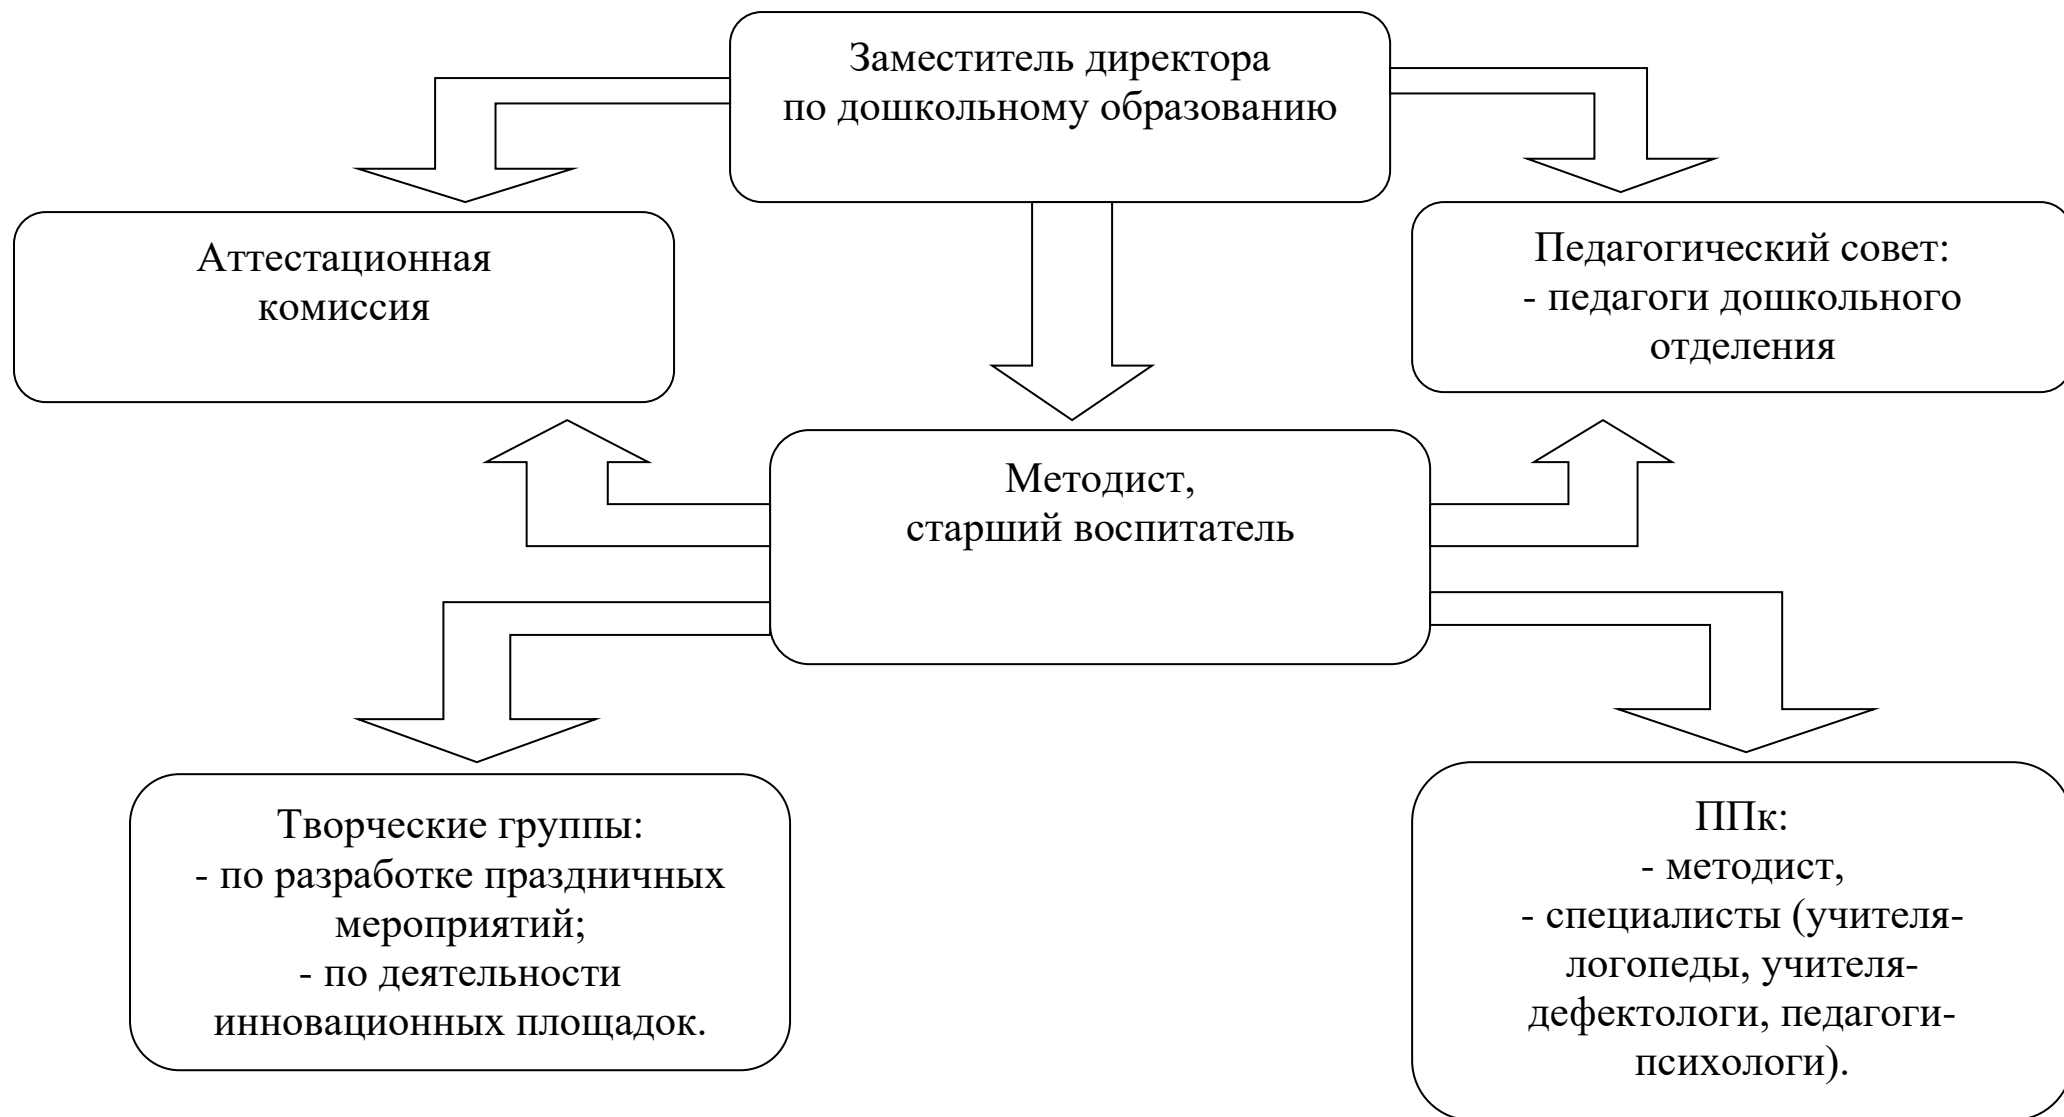 Заместитель директора
по дошкольному образованию
Аттестационная
комиссия
Педагогический совет:
- педагоги дошкольного
отделения
Методист,
старший воспитатель
Творческие группы:
- по разработке праздничных
мероприятий;
- по деятельности
инновационных площадок.
ППк:
- методист,
- специалисты (учителя-
логопеды, учителя-
дефектологи, педагоги-
психологи).